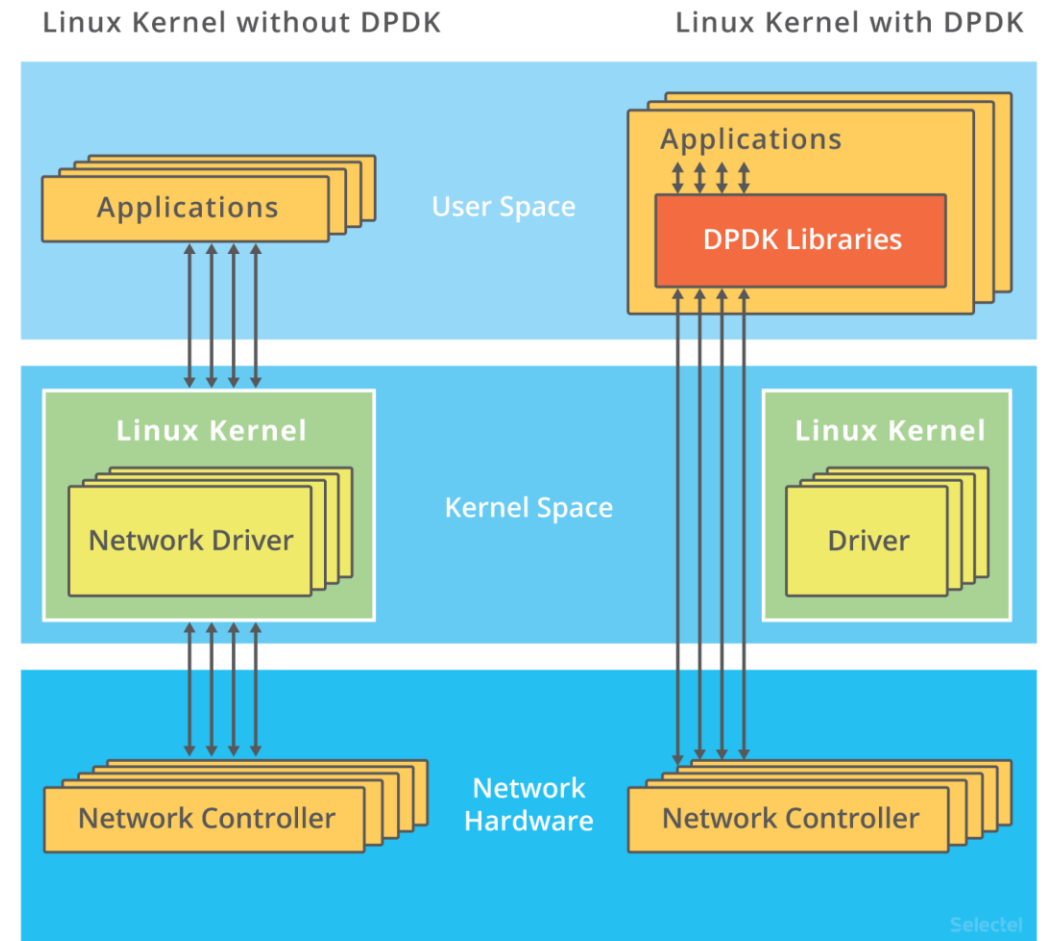 Linux Kernel without DPDK
Linux Kernel with DPDK
Applications
User Space
Applications
DPDK Libraries
Linux Kernel
Network Driver
Kernel Space
Linux Kernel
Driver
Network Controller
Network
Hardware
Network Controller
Selectel